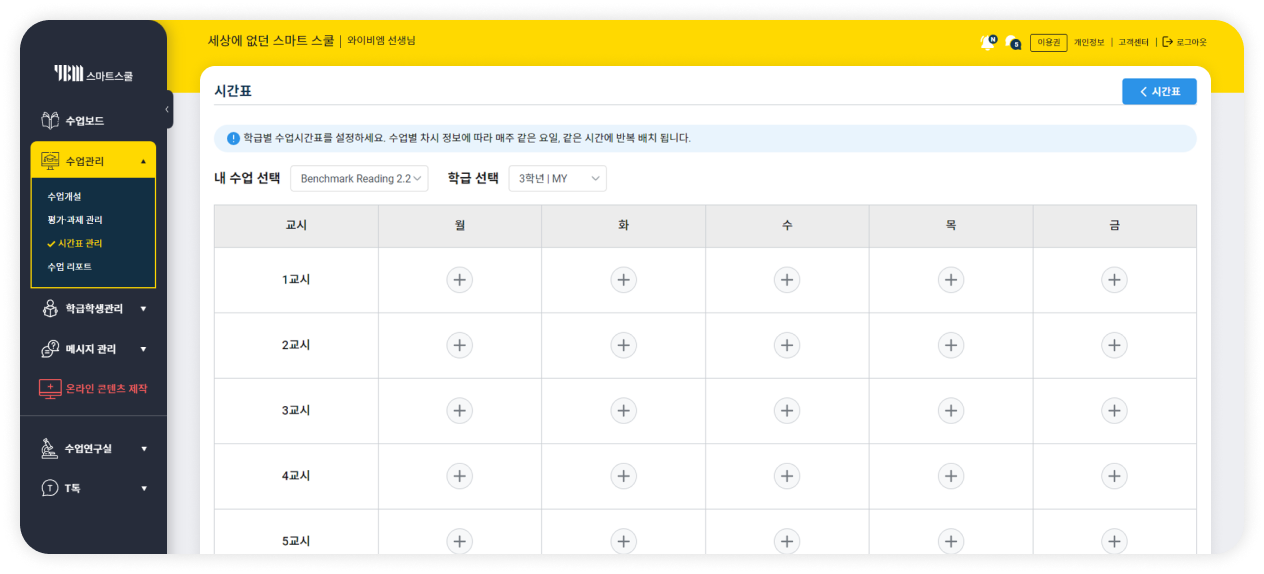 세상에 없던 스마트 스쿨 | 와이비엠 선생님
N
5
이용권
개인정보 | 고객센터 | 로그아웃
YBM 스마트스쿨
수업보드
수업관리
수업개설
평가·과제 관리
시간표 관리
수업 리포트
학급학생관리
메시지 관리
온라인 콘텐츠 제작
수업연구실
T톡
시간표
시간표
학급별 수업시간표를 설정하세요. 수업별 차시 정보에 따라 매주 같은 요일, 같은 시간에 반복 배치 됩니다.
내 수업 선택 Benchmark Reading 2.2 학급 선택 3학년 | MY
교시 월 화 수 목 금
1교시
2교시
3교시
4교시
5교시